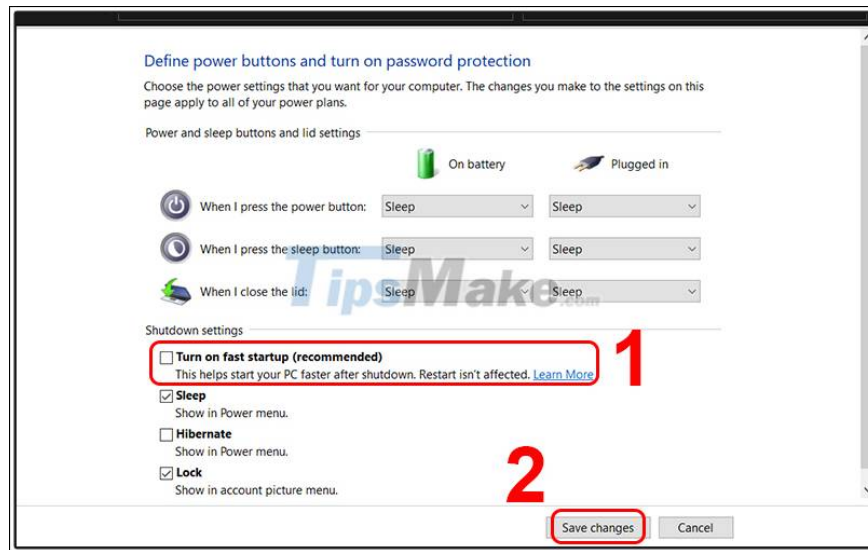 Define power buttons and turn on password protection
Choose the power settings that you want for your computer. The changes you make to the settings on this
page apply to all of your power plans.
Power and sleep buttons and lid settings
On battery Plugged in
When I press the power button: Sleep Sleep
When I press the sleep button: Sleep Sleep
When I close the lid: Sleep Sleep
TipsMake.com
Shutdown settings
1
Turn on fast startup (recommended)
This helps start your PC faster after shutdown. Restart isn't affected. Learn More
Sleep
Show in Power menu.
Hibernate
Show in Power menu.
Lock
Show in account picture menu.
2
Save changes Cancel